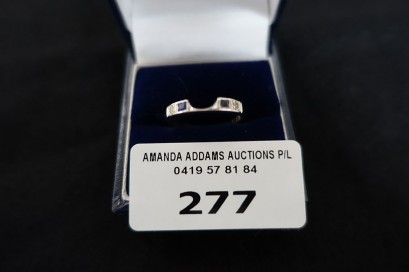 AMANDA ADDAMS AUCTIONS P/L
0419 57 81 84
277